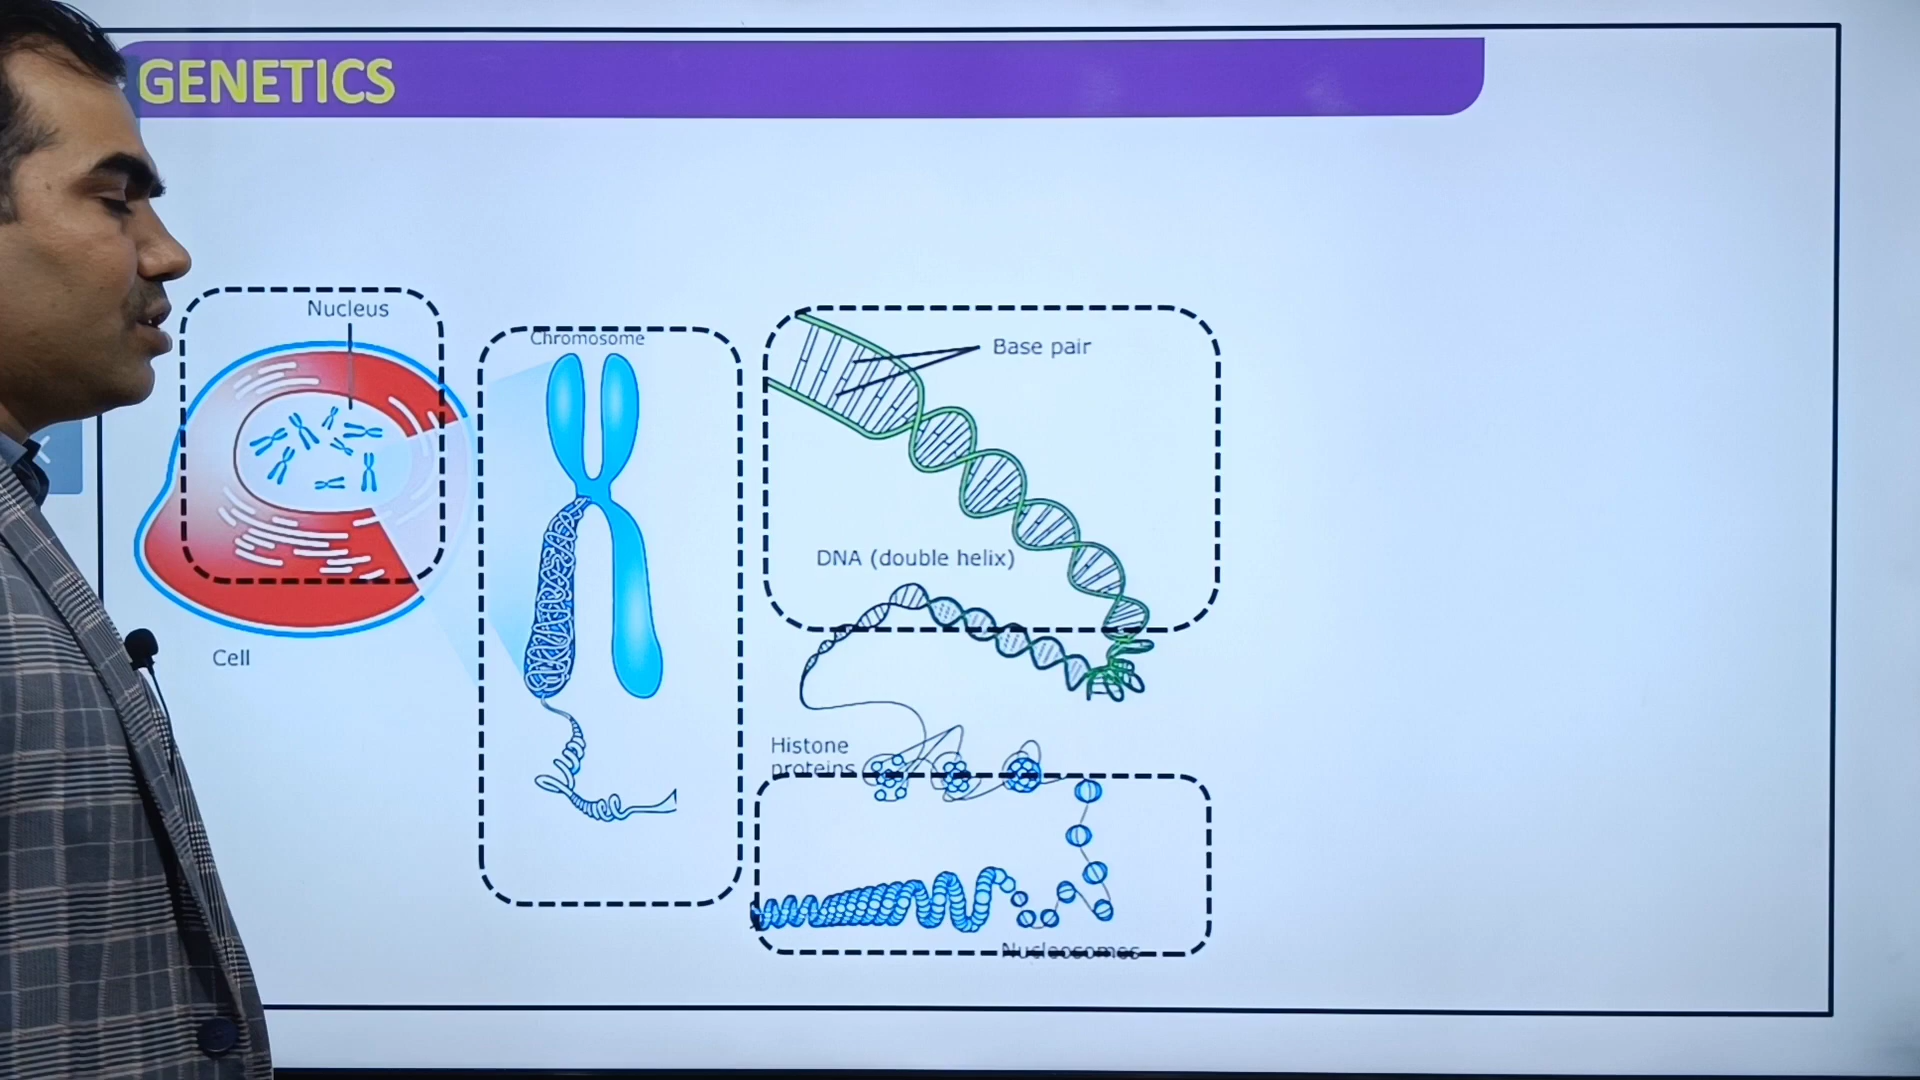 GENETICS
Nucleus
Chromosome
Base pair
DNA (double helix)
Cell
Histone
proteins
Nucleosomes